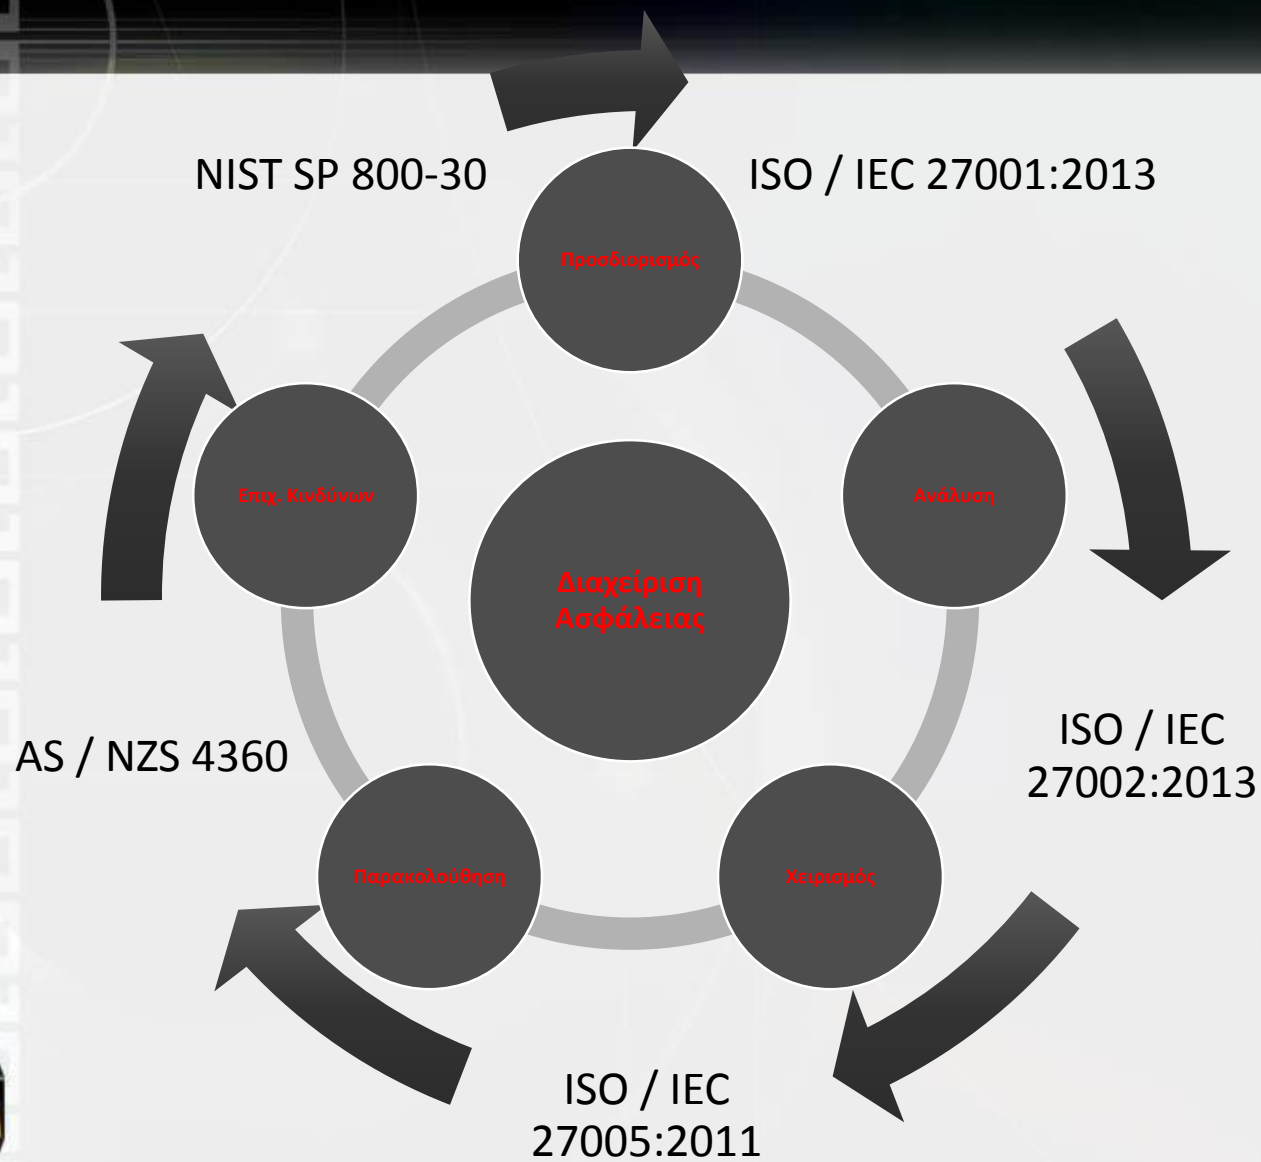 NIST SP 800-30
ISO / IEC 27001:2013
Προσδιορισμός
Επιχ. Κινδύνων
Ανάλυση
Διαχείριση
Ασφάλειας
AS / NZS 4360
ISO / IEC
27002:2013
Παρακολούθηση
Χειρισμός
ISO / IEC
27005:2011